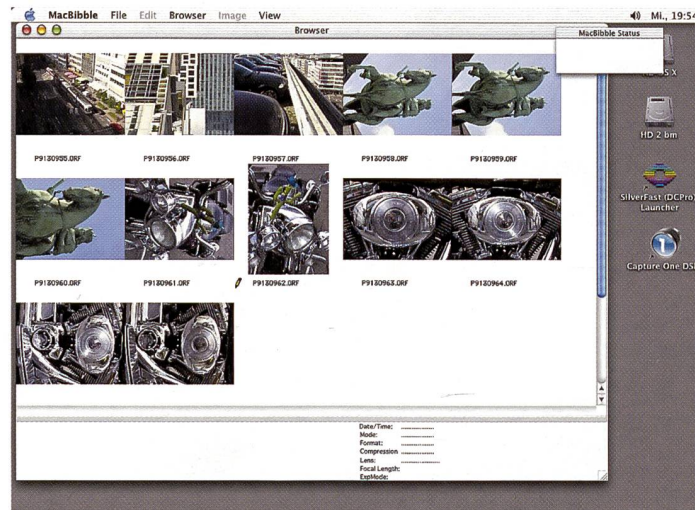 MacBibble File Edit Browser Image View Mi., 19:54
Browser
MacBibble Status
P9130955.ORF P9130956.ORF P9130957.ORF P9130958.ORF P9130959.ORF
HD 2 bm
SilverFast (DCPro)
Launcher
P9130960.ORF P9130961.ORF P9130962.ORF P9130963.ORF P9130964.ORF
Capture One DSL
Date/Time:
Mode:
Format:
Compression
Lens:
Focal Length:
ExpMode: